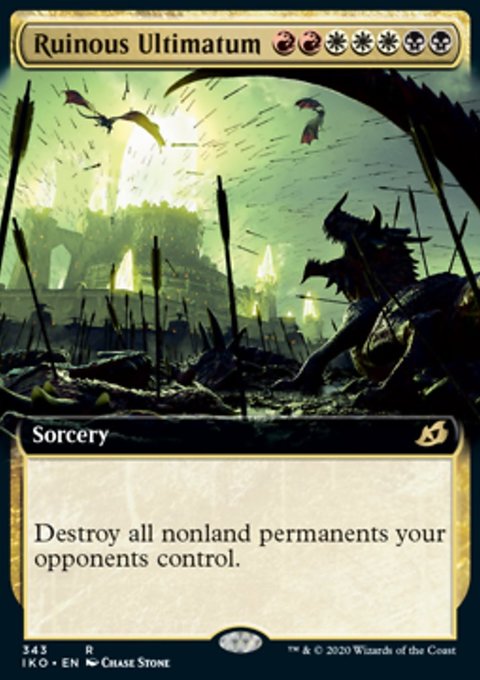 Ruinous Ultimatum
Sorcery
Destroy all nonland permanents your
opponents control.
343 R
IKO • EN Chase Stone
™ & © 2020 Wizards of the Coast